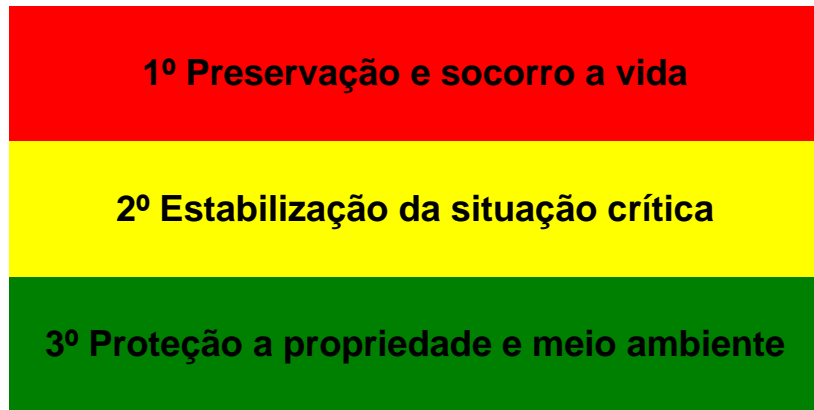 1º Preservação e socorro a vida
2º Estabilização da situação crítica
3º Proteção a propriedade e meio ambiente